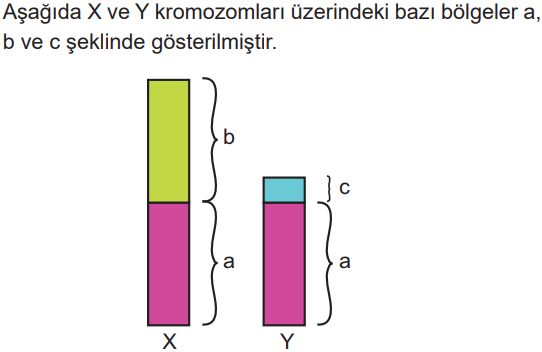 Aşağıda X ve Y kromozomları üzerindeki bazı bölgeler a,
b ve c şeklinde gösterilmiştir.
b
c
a
a
X
Y